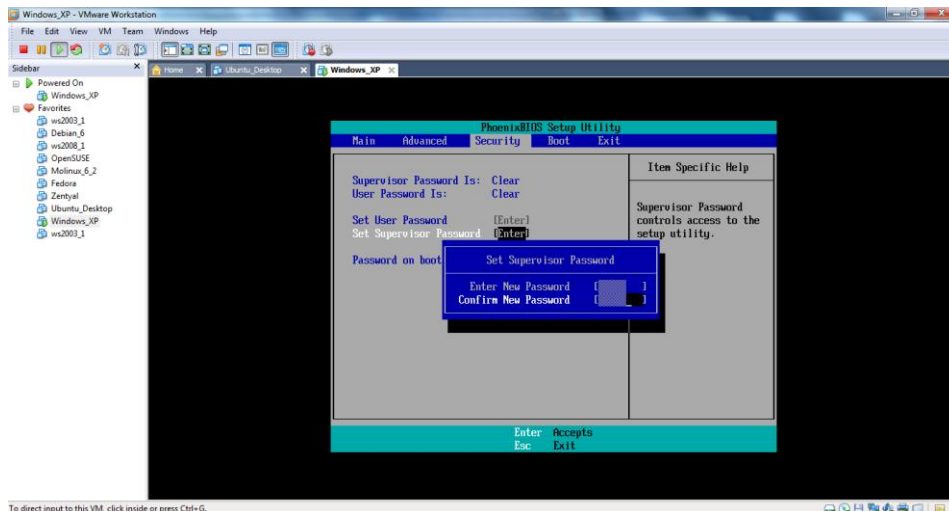 Windows_XP - VMware Workstation
File Edit View VM Team Windows Help
Sidebar × Home × Ubuntu_Desktop × Windows_XP ×
Powered On
Windows_XP
Favorites
ws2003_1
Debian_6
ws2008_1
OpenSUSE
Molinux_6_2
Fedora
Zentyal
Ubuntu_Desktop
Windows_XP
ws2003_1
PhoenixBIOS Setup Utility
Main Advanced Security Boot Exit
Item Specific Help
Supervisor Password Is: Clear
User Password Is: Clear
Supervisor Password
controls access to the
setup utility.
Set User Password [Enter]
Set Supervisor Password [Enter]
Password on boot
Set Supervisor Password
Enter New Password [ ]
Confirm New Password [ _ ]
Enter Accepts
Esc Exit
To direct input to this VM, click inside or press Ctrl+G.